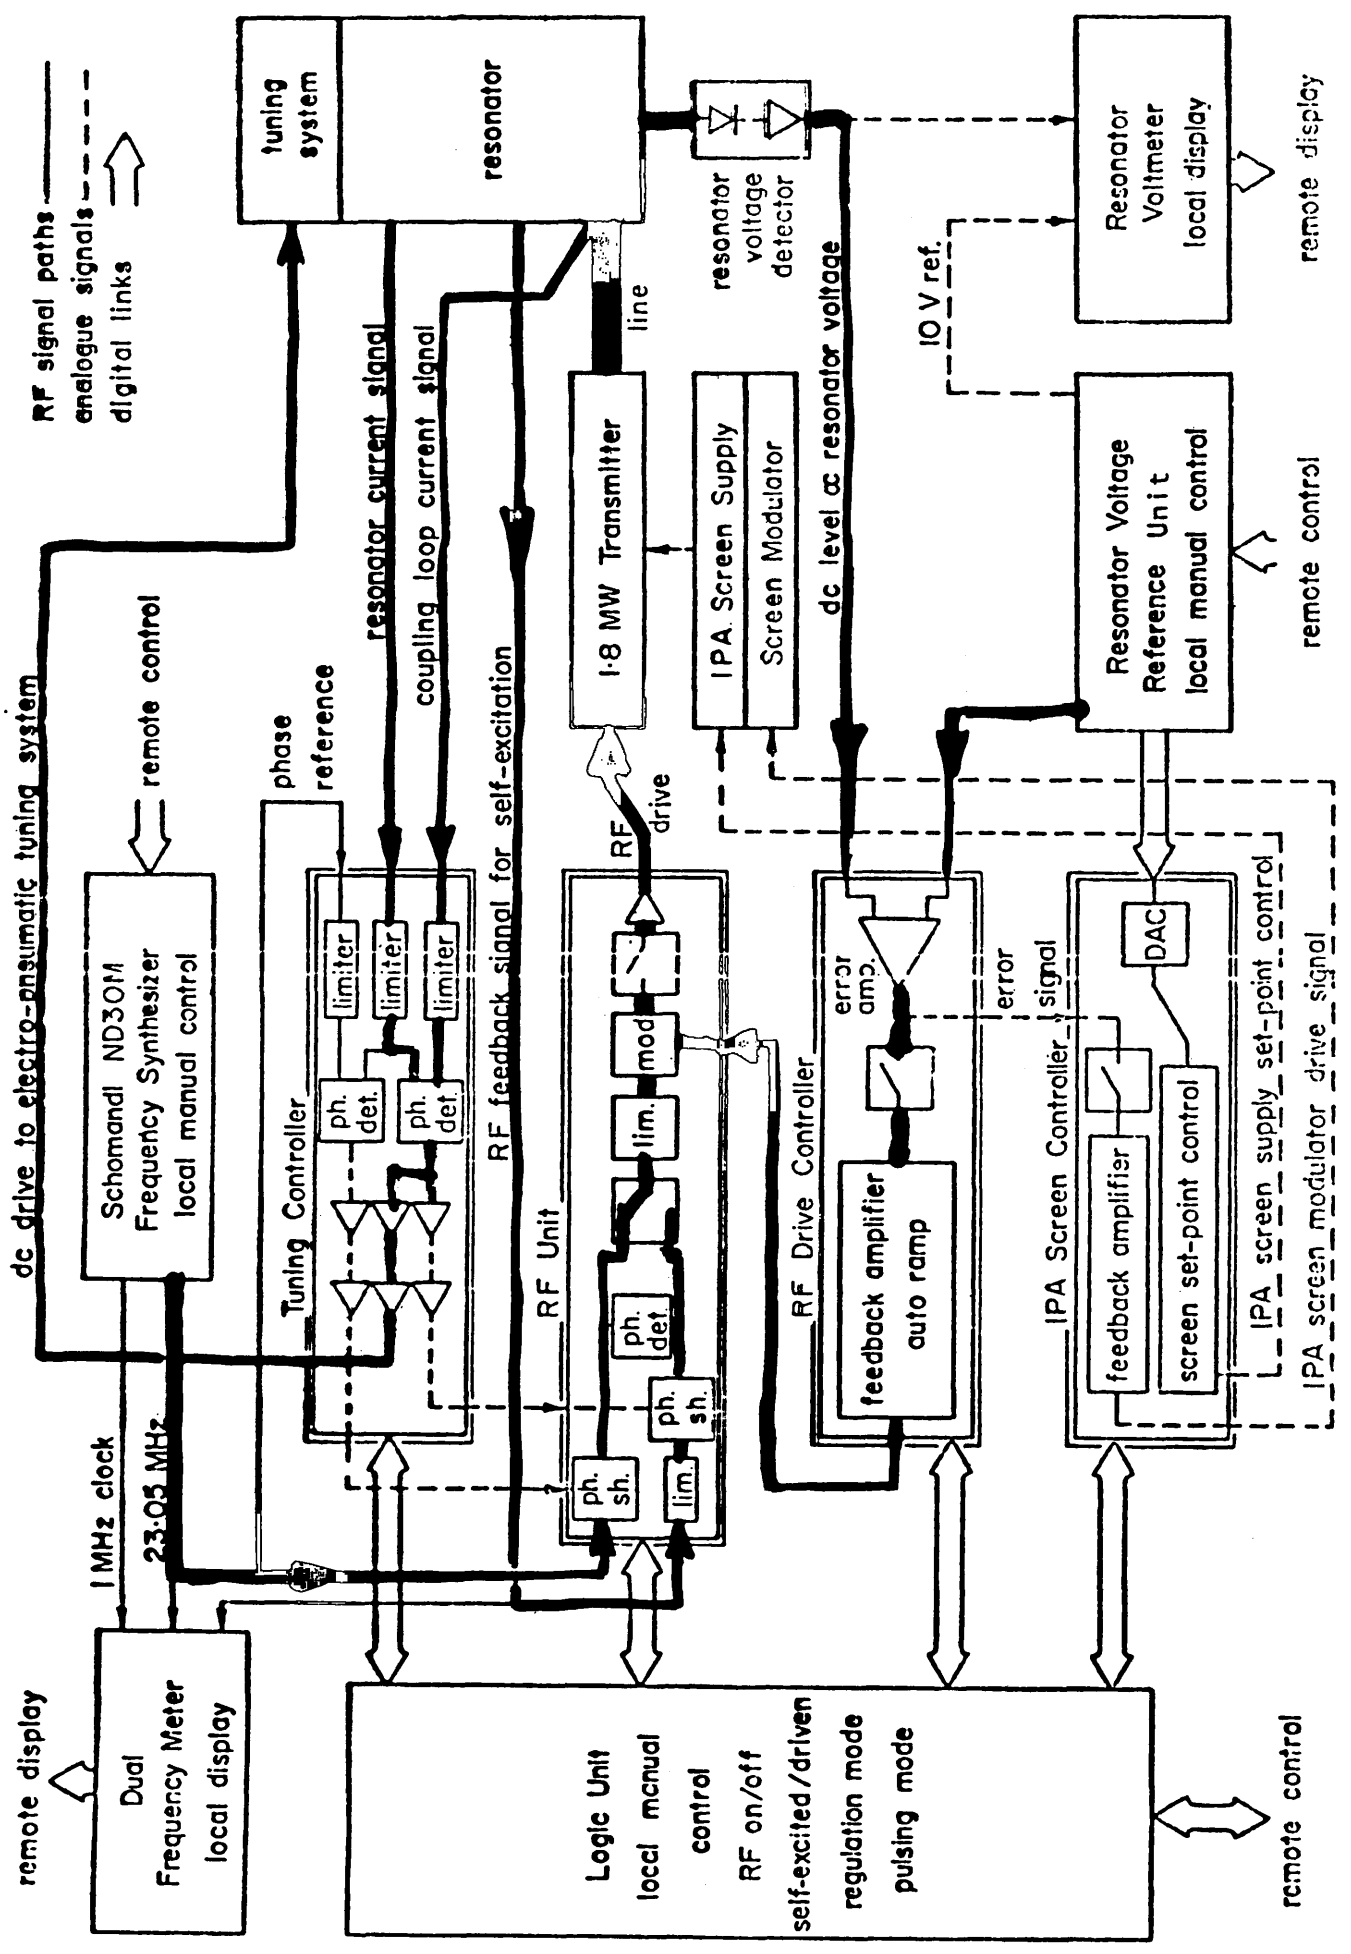 RF signal paths
analogue signals
digital links
tuning
system
resonator
resonator
voltage
detector
Resonator
Voltmeter
local display
remote display
10 V ref.
line
resonator current signal
coupling loop current signal
RF feedback signal for self-excitation
dc level ∝ resonator voltage
1·8 MW Transmitter
IPA. Screen Supply
Screen Modulator
Resonator Voltage
Reference Unit
local manual control
remote control
dc drive to electro-pneumatic tuning system
remote control
Schomandl ND30M
Frequency Synthesizer
local manual control
phase
reference
Tuning Controller
limiter
limiter
limiter
ph.
det.
ph.
det.
RF Unit
RF
drive
mod
lim.
ph.
det.
ph.
sh.
ph.
sh.
lim.
RF Drive Controller
error
amp.
feedback amplifier
auto ramp
error
signal
IPA Screen Controller
DAC
feedback amplifier
screen set-point control
IPA screen supply set-point control
IPA screen modulator drive signal
1MHz clock
23·05 MHz
remote display
Dual
Frequency Meter
local display
Logic Unit
local manual
control
RF on/off
self-excited/driven
regulation mode
pulsing mode
remote control